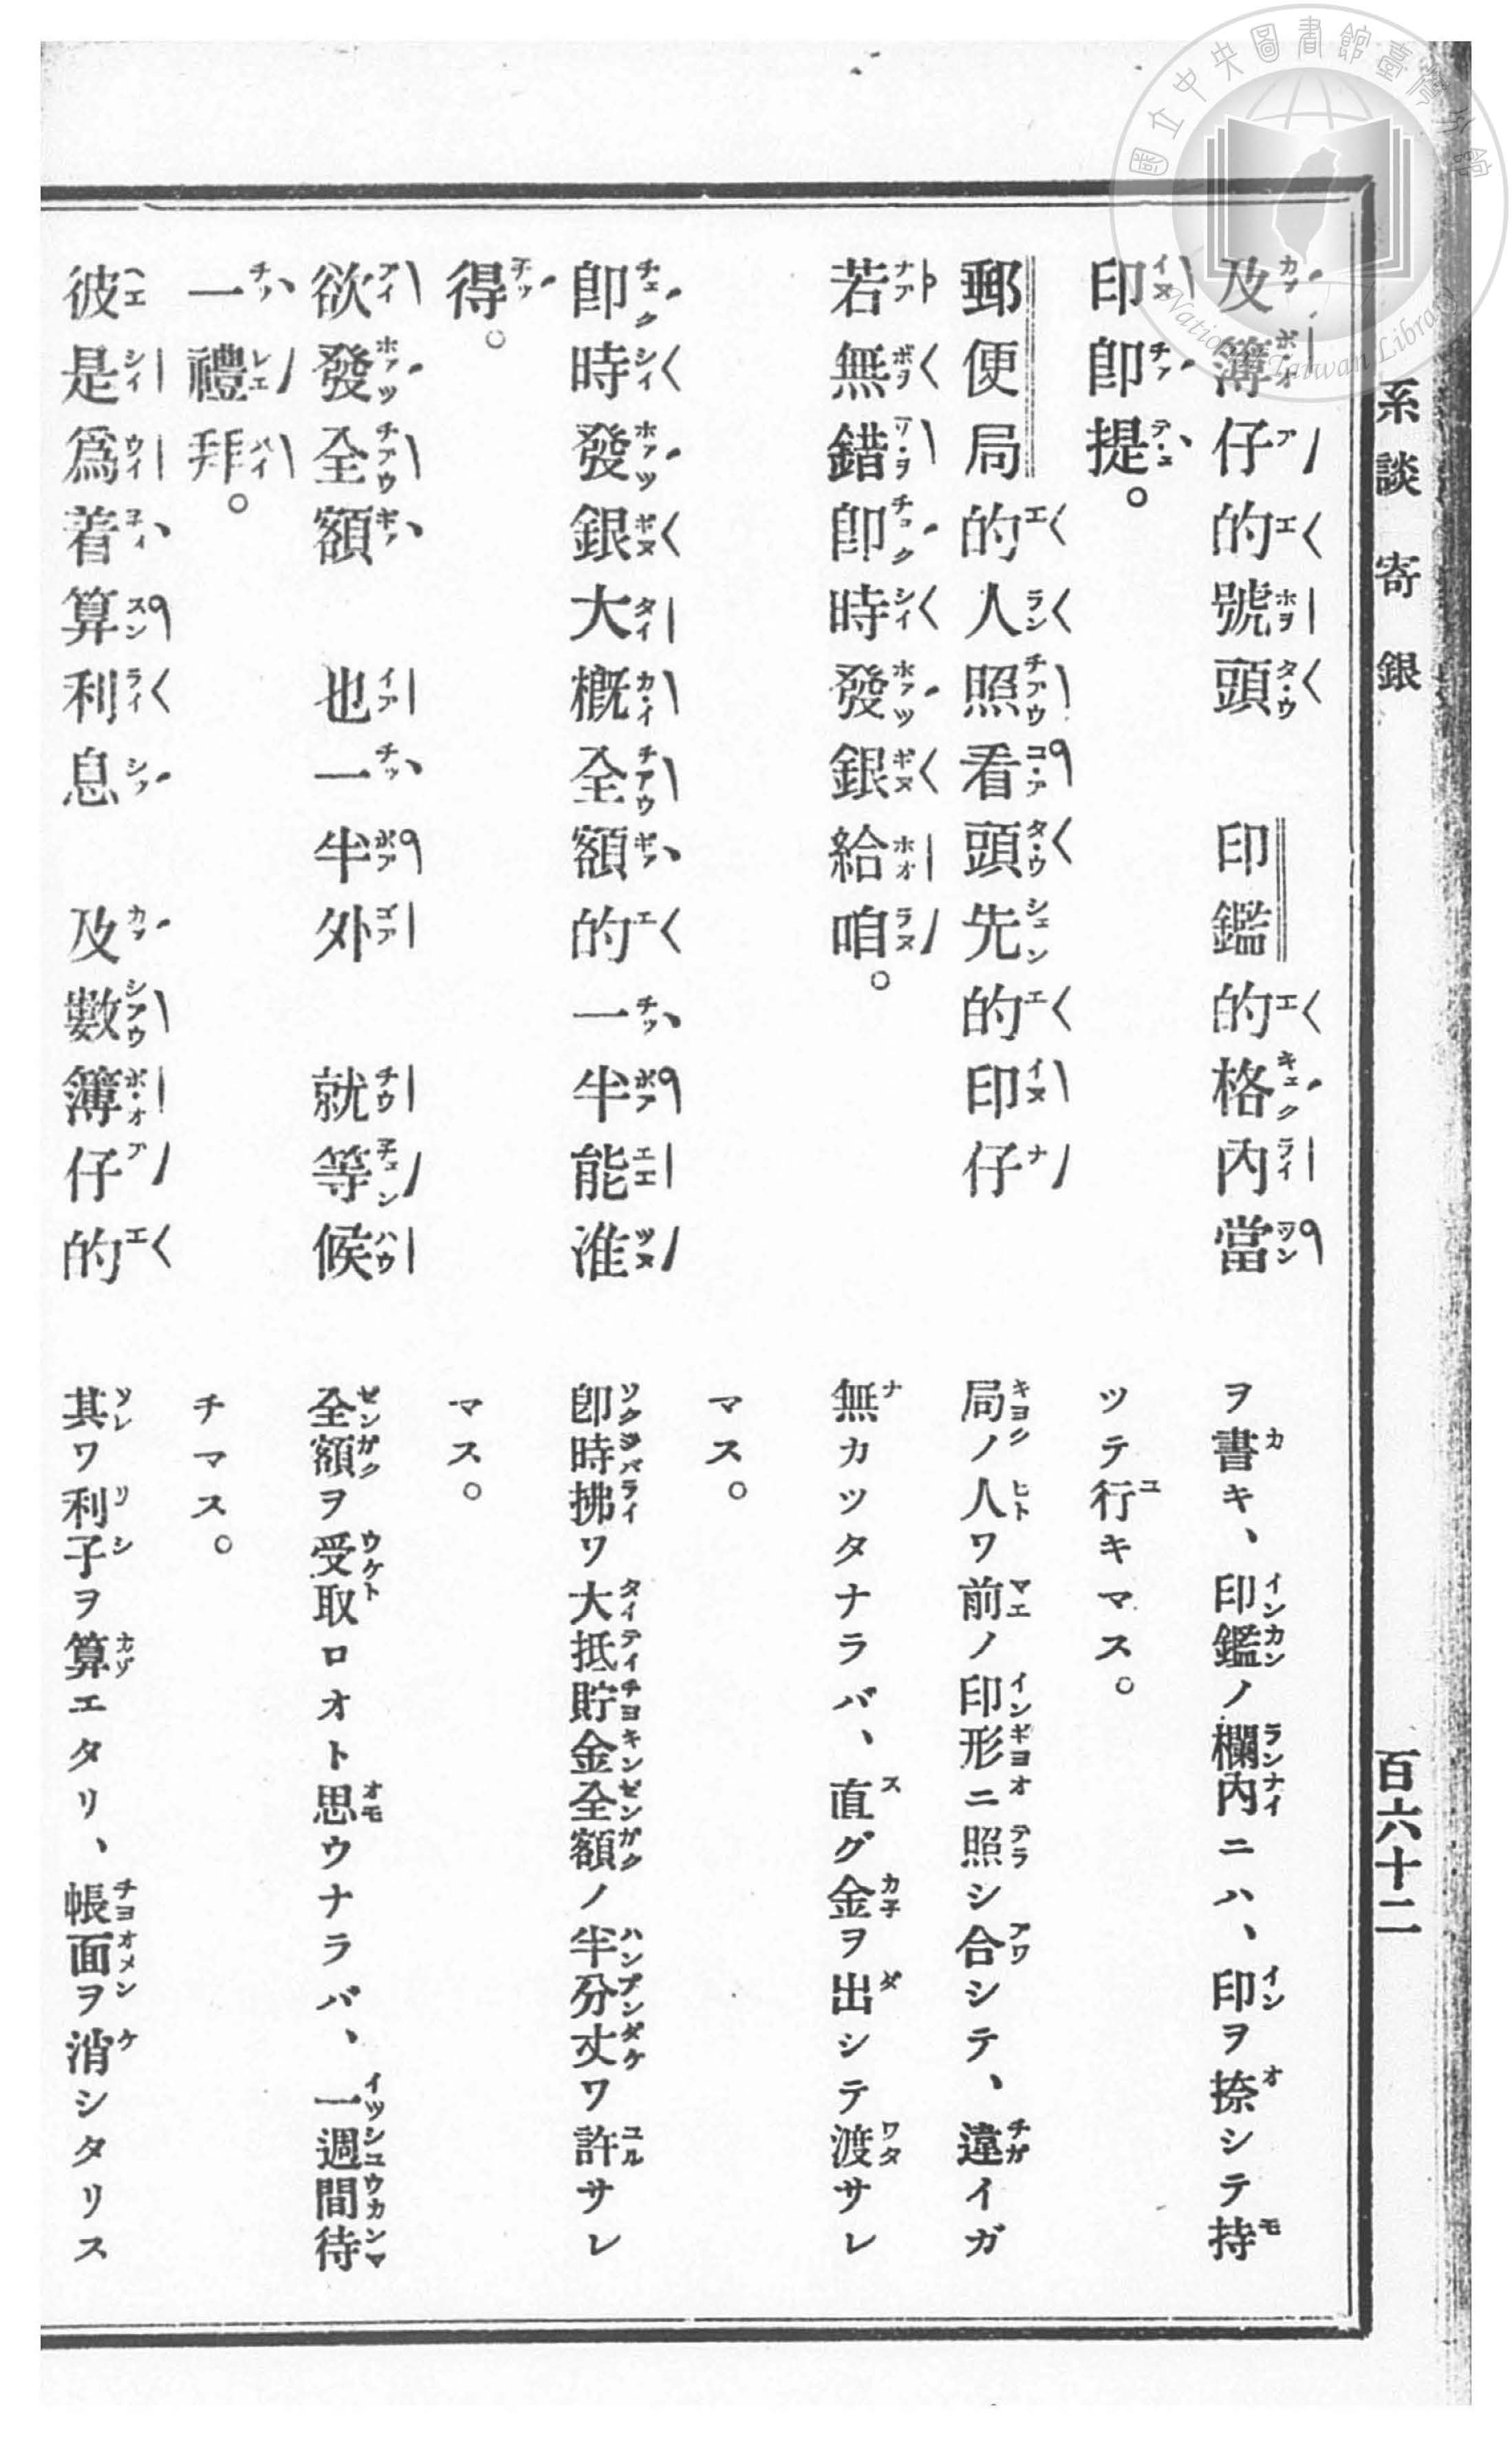 國立中央圖書館臺灣分館
National Taiwan Library
系談 寄銀
百六十二
及簿仔的號頭 印鑑的格內當
印卽提。
郵便局的人照看頭先的印仔
若無錯卽時發銀給咱。
卽時發銀大概全額的一半能准
得。
欲發全額 也一半外 就等候
一禮拜。
彼是爲着算利息 及數簿仔的
ヲ書キ、印鑑ノ欄內ニハ、印ヲ捺シテ持
ツテ行キマス。
局ノ人ワ前ノ印形ニ照シ合シテ、違イガ
無カッタナラバ、直グ金ヲ出シテ渡サレ
マス。
卽時拂ワ大抵貯金全額ノ半分丈ワ許サレ
マス。
全額ヲ受取ロオト思ウナラバ、一週間待
チマス。
其ワ利子ヲ算エタリ、帳面ヲ消シタリス